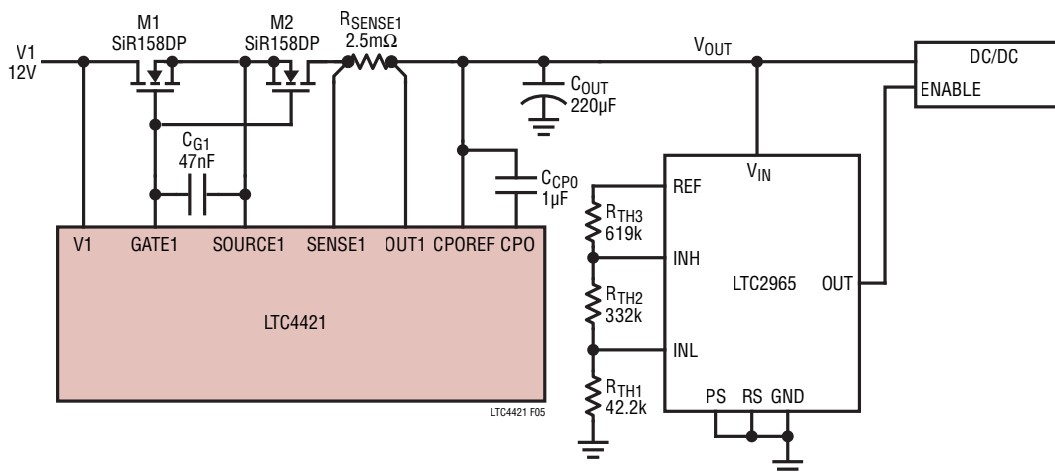 M1
SiR158DP
M2
SiR158DP
RSENSE1
2.5mΩ
V1
12V
VOUT
DC/DC
ENABLE
COUT
220µF
CG1
47nF
CCPO
1µF
V1
GATE1
SOURCE1
SENSE1
OUT1
CPOREF
CPO
LTC4421
LTC4421 F05
VIN
REF
RTH3
619k
INH
LTC2965
OUT
RTH2
332k
INL
RTH1
42.2k
PS
RS
GND